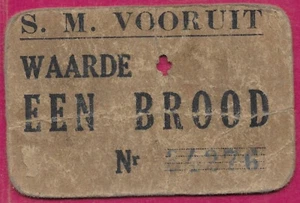 S. M. VOORUIT
WAARDE
EEN BROOD
Nr